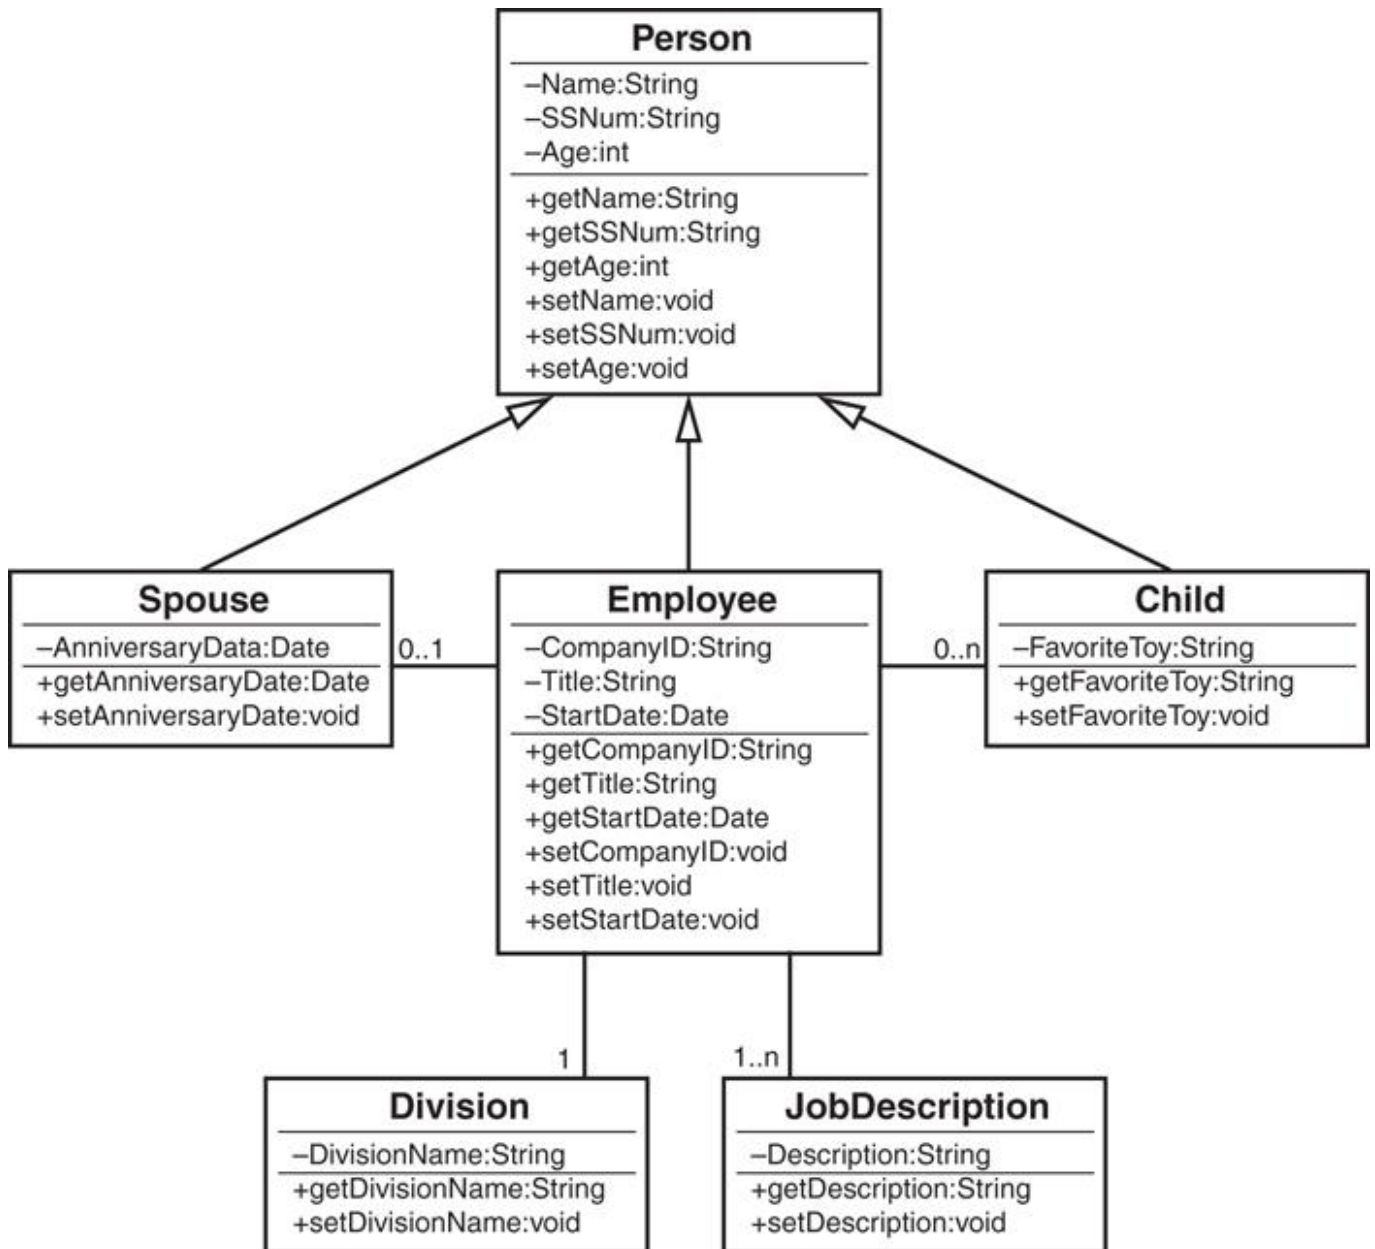 Person
–Name:String
–SSNum:String
–Age:int
+getName:String
+getSSNum:String
+getAge:int
+setName:void
+setSSNum:void
+setAge:void
Spouse
–AnniversaryData:Date
+getAnniversaryDate:Date
+setAnniversaryDate:void
0..1
Employee
–CompanyID:String
–Title:String
–StartDate:Date
+getCompanyID:String
+getTitle:String
+getStartDate:Date
+setCompanyID:void
+setTitle:void
+setStartDate:void
0..n
Child
–FavoriteToy:String
+getFavoriteToy:String
+setFavoriteToy:void
1
Division
–DivisionName:String
+getDivisionName:String
+setDivisionName:void
1..n
JobDescription
–Description:String
+getDescription:String
+setDescription:void